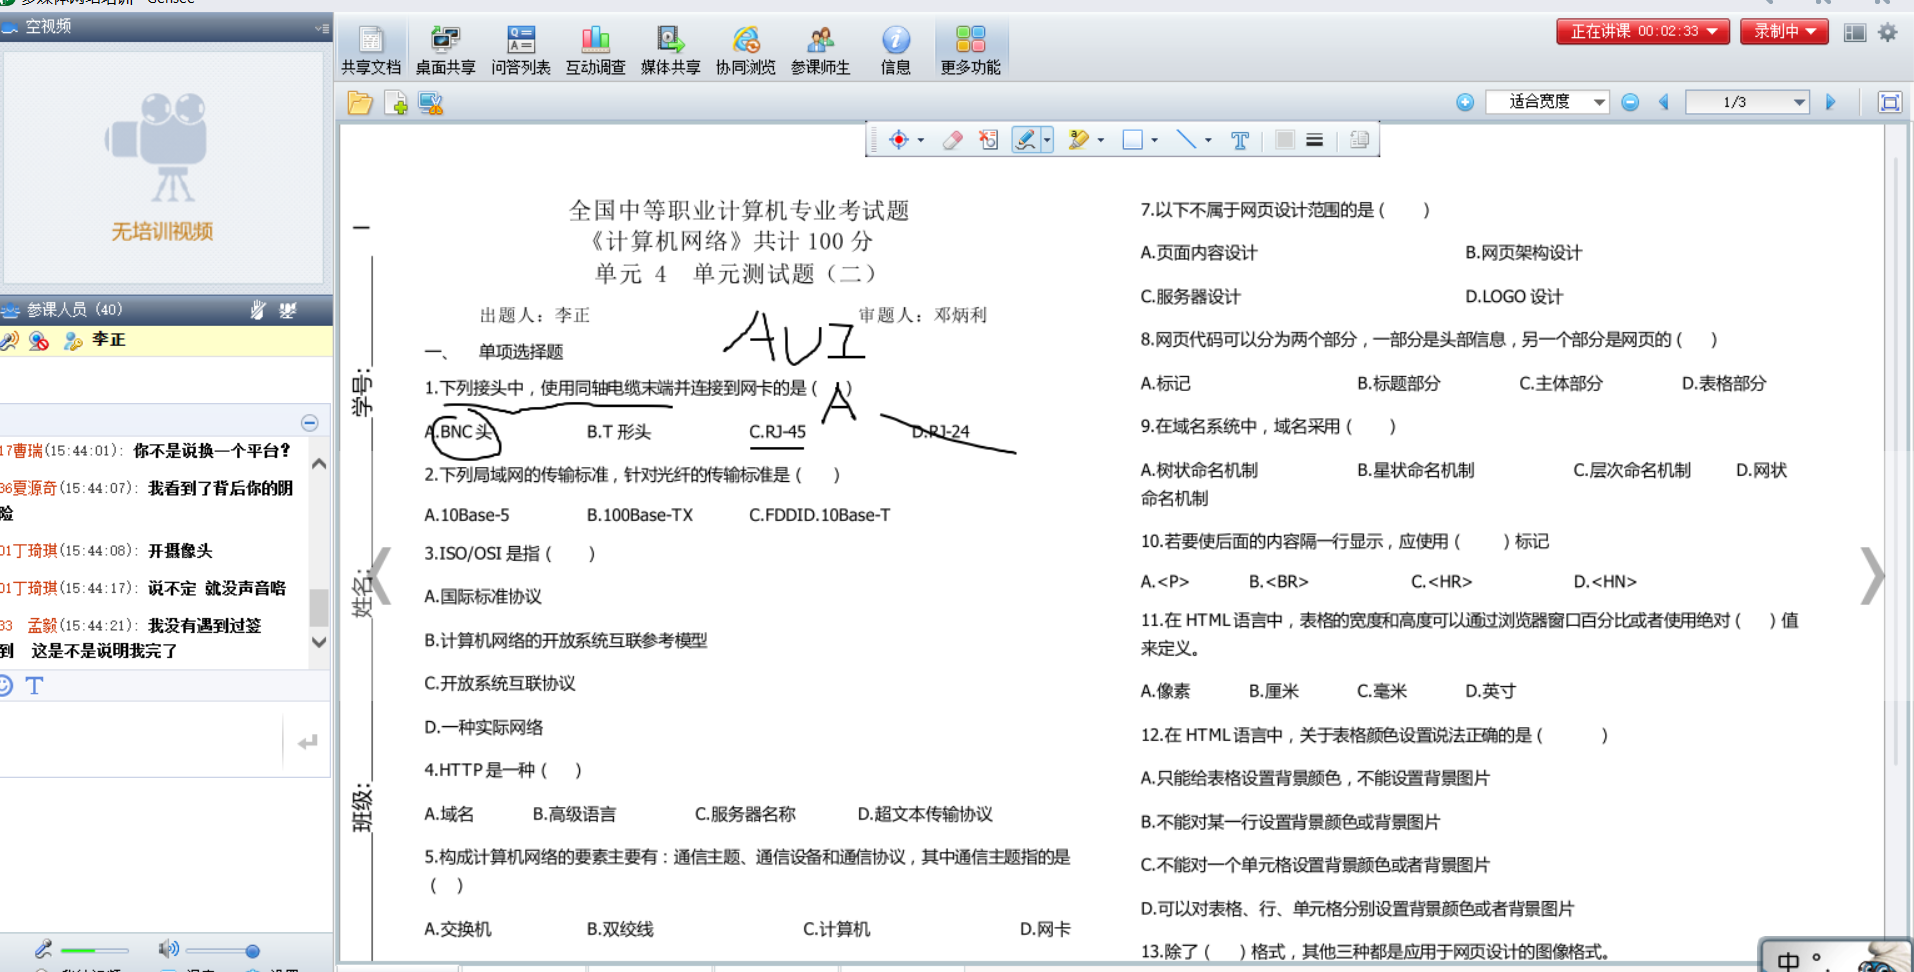 空视频
无培训视频
参课人员 (40)
李正
17曹瑞(15:44:01): 你不是说换一个平台?
36夏源奇(15:44:07): 我看到了背后你的阴
险
01丁琦琪(15:44:08): 开摄像头
01丁琦琪(15:44:17): 说不定 就没声音咯
33 孟毅(15:44:21): 我没有遇到过签
到 这是不是说明我完了
共享文档 桌面共享 问答列表 互动调查 媒体共享 协同浏览 参课师生 信息 更多功能
正在讲课 00:02:33 录制中
适合宽度 1/3
学号:
姓名:
班级:
全国中等职业计算机专业考试题
《计算机网络》共计 100 分
单元 4 单元测试题（二）
出题人：李正 审题人：邓炳利
AUI
一、 单项选择题
1.下列接头中，使用同轴电缆末端并连接到网卡的是（ A ）
A.BNC 头 B.T 形头 C.RJ-45 D.RJ-24
2.下列局域网的传输标准，针对光纤的传输标准是（ ）
A.10Base-5 B.100Base-TX C.FDDID.10Base-T
3.ISO/OSI 是指（ ）
A.国际标准协议
B.计算机网络的开放系统互联参考模型
C.开放系统互联协议
D.一种实际网络
4.HTTP 是一种（ ）
A.域名 B.高级语言 C.服务器名称 D.超文本传输协议
5.构成计算机网络的要素主要有：通信主题、通信设备和通信协议，其中通信主题指的是
（ ）
A.交换机 B.双绞线 C.计算机 D.网卡
7.以下不属于网页设计范围的是（ ）
A.页面内容设计 B.网页架构设计
C.服务器设计 D.LOGO 设计
8.网页代码可以分为两个部分，一部分是头部信息，另一个部分是网页的（ ）
A.标记 B.标题部分 C.主体部分 D.表格部分
9.在域名系统中，域名采用（ ）
A.树状命名机制 B.星状命名机制 C.层次命名机制 D.网状
命名机制
10.若要使后面的内容隔一行显示，应使用（ ）标记
A.<P> B.<BR> C.<HR> D.<HN>
11.在 HTML 语言中，表格的宽度和高度可以通过浏览器窗口百分比或者使用绝对（ ）值
来定义。
A.像素 B.厘米 C.毫米 D.英寸
12.在 HTML 语言中，关于表格颜色设置说法正确的是（ ）
A.只能给表格设置背景颜色，不能设置背景图片
B.不能对某一行设置背景颜色或背景图片
C.不能对一个单元格设置背景颜色或者背景图片
D.可以对表格、行、单元格分别设置背景颜色或者背景图片
13.除了（ ）格式，其他三种都是应用于网页设计的图像格式。
中